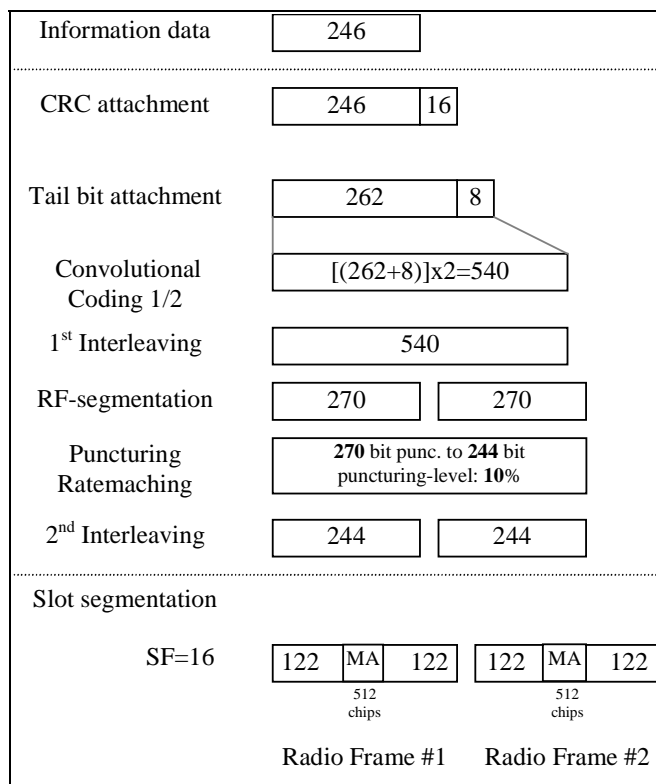 Information data 246
CRC attachment 246 16
Tail bit attachment 262 8
Convolutional
Coding 1/2
[(262+8)]x2=540
1st Interleaving 540
RF-segmentation 270 270
Puncturing
Ratemaching
270 bit punc. to 244 bit
puncturing-level: 10%
2nd Interleaving 244 244
Slot segmentation
SF=16 122 MA 122 122 MA 122
512
chips
512
chips
Radio Frame #1 Radio Frame #2